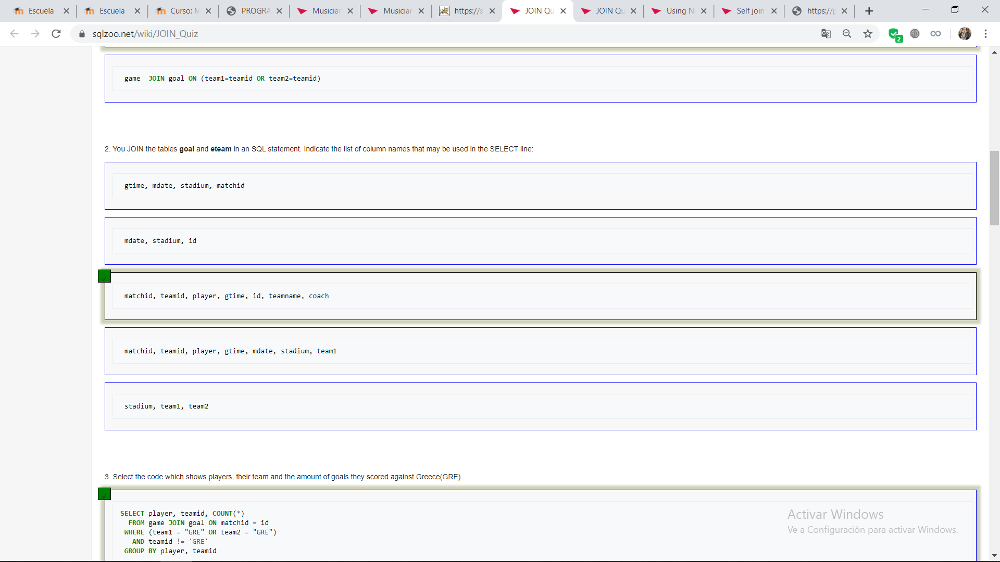 Escuela
Escuela
Curso: M
PROGRA
Musician
Musician
https://s
JOIN Qu
JOIN Qu
Using N
Self join
https://p
sqlzoo.net/wiki/JOIN_Quiz
2
game  JOIN goal ON (team1=teamid OR team2=teamid)
2. You JOIN the tables goal and eteam in an SQL statement. Indicate the list of column names that may be used in the SELECT line:
gtime, mdate, stadium, matchid
mdate, stadium, id
matchid, teamid, player, gtime, id, teamname, coach
matchid, teamid, player, gtime, mdate, stadium, team1
stadium, team1, team2
3. Select the code which shows players, their team and the amount of goals they scored against Greece(GRE).
SELECT player, teamid, COUNT(*)
FROM game JOIN goal ON matchid = id
WHERE (team1 = "GRE" OR team2 = "GRE")
AND teamid != 'GRE'
GROUP BY player, teamid
Activar Windows
Ve a Configuración para activar Windows.